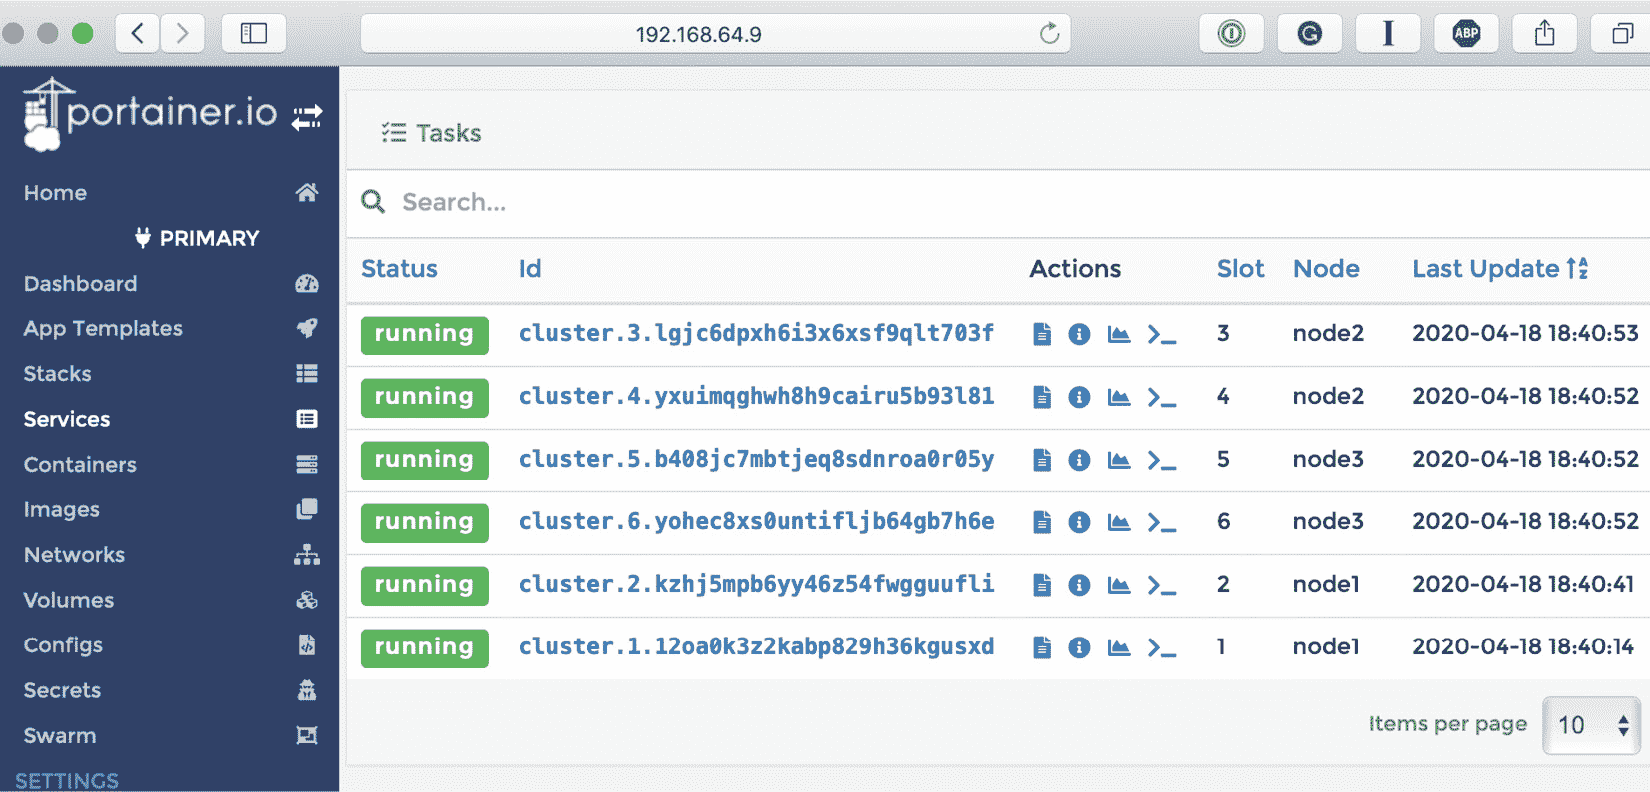 192.168.64.9
ABP
portainer.io
Home
PRIMARY
Dashboard
App Templates
Stacks
Services
Containers
Images
Networks
Volumes
Configs
Secrets
Swarm
SETTINGS
Tasks
Search...
Status Id Actions Slot Node Last Update
running cluster.3.lgjc6dpxh6i3x6xsf9qlt703f 3 node2 2020-04-18 18:40:53
running cluster.4.yxuimqghwh8h9cairu5b93l81 4 node2 2020-04-18 18:40:52
running cluster.5.b408jc7mbtjeq8sdnroa0r05y 5 node3 2020-04-18 18:40:52
running cluster.6.yohec8xs0untifljb64gb7h6e 6 node3 2020-04-18 18:40:52
running cluster.2.kzhj5mpb6yy46z54fwgguufli 2 node1 2020-04-18 18:40:41
running cluster.1.12oa0k3z2kabp829h36kgusxd 1 node1 2020-04-18 18:40:14
Items per page 10